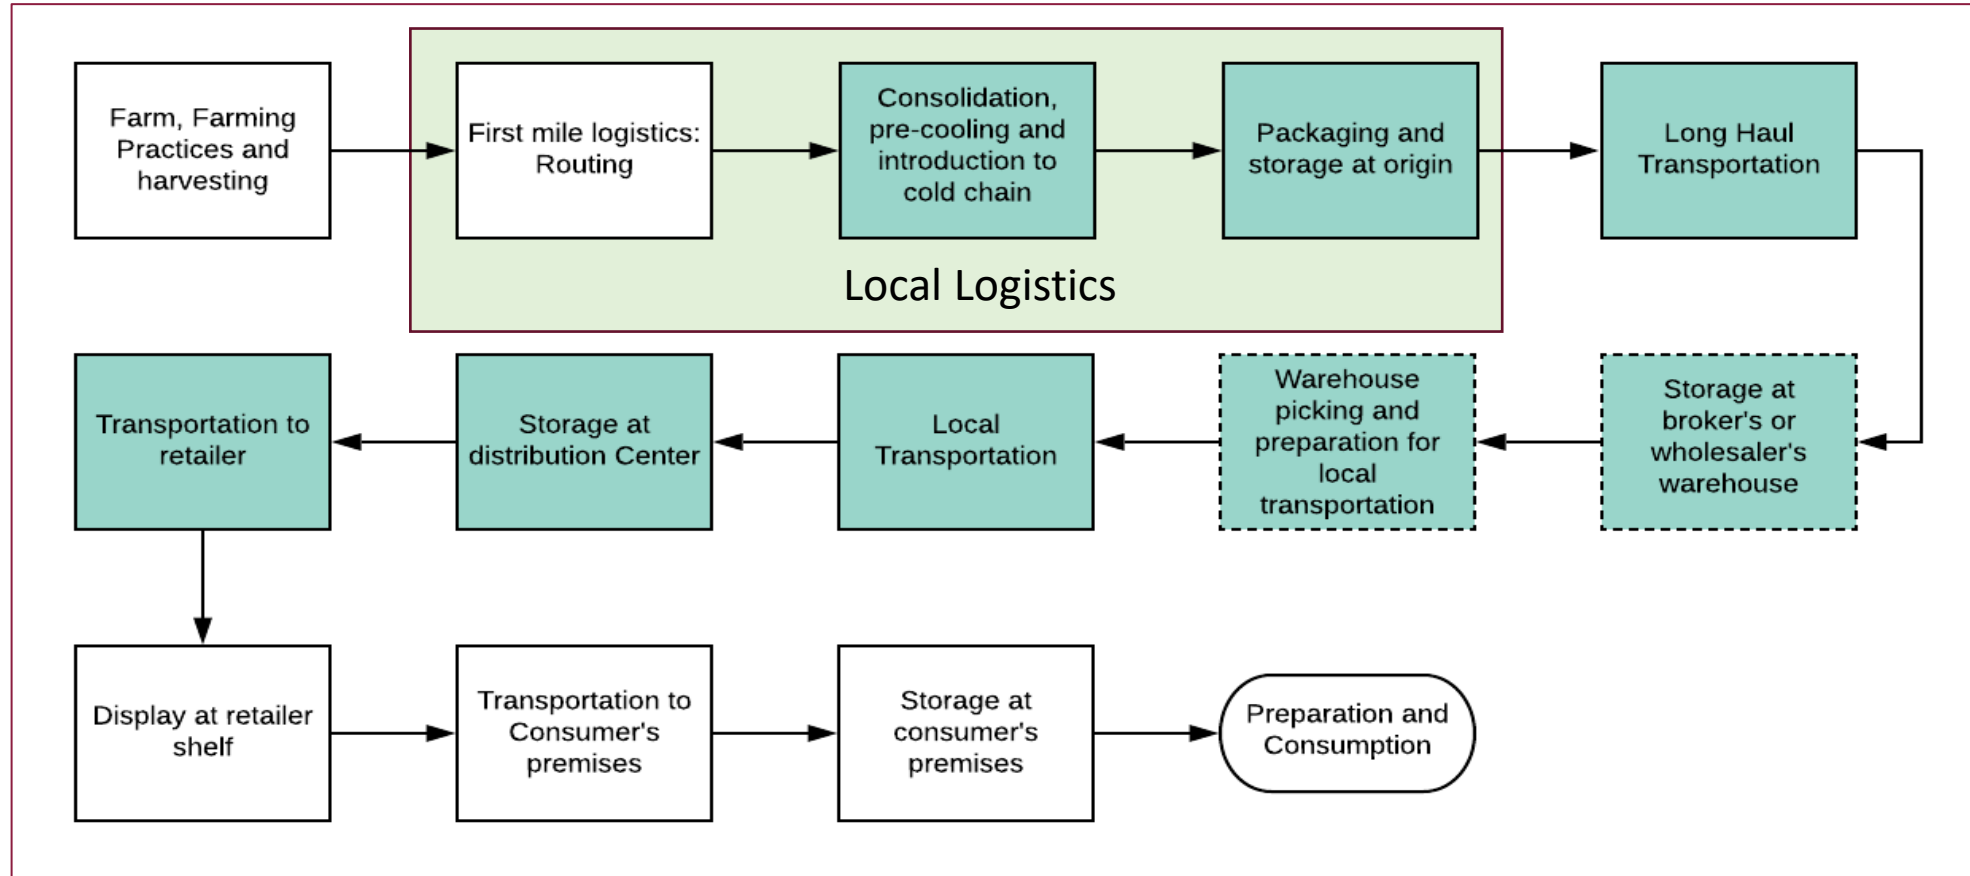 Farm, Farming
Practices and
harvesting
First mile logistics:
Routing
Consolidation,
pre-cooling and
introduction to
cold chain
Packaging and
storage at origin
Long Haul
Transportation
Local Logistics
Transportation to
retailer
Storage at
distribution Center
Local
Transportation
Warehouse
picking and
preparation for
local
transportation
Storage at
broker's or
wholesaler's
warehouse
Display at retailer
shelf
Transportation to
Consumer's
premises
Storage at
consumer's
premises
Preparation and
Consumption